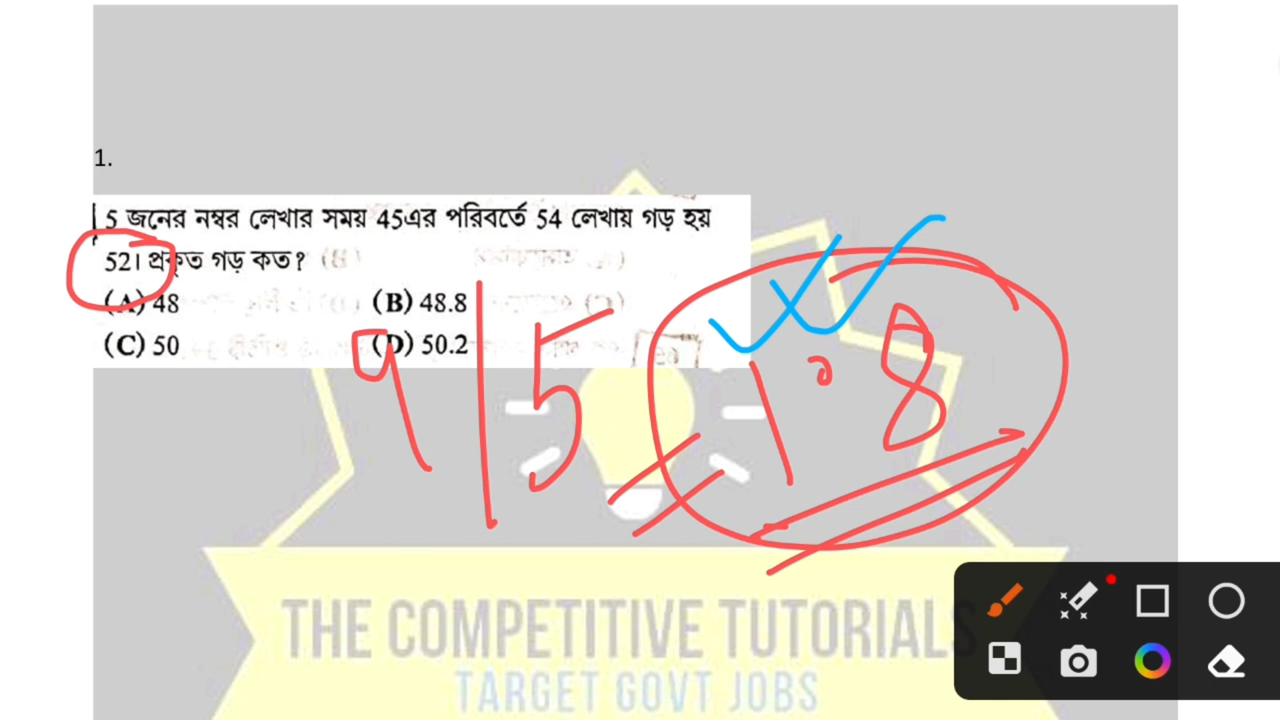 1.
5 জনের নম্বর লেখার সময় 45এর পরিবর্তে 54 লেখায় গড় হয়
52। প্রকৃত গড় কত?
(A) 48 (B) 48.8
(C) 50 (D) 50.2
9 | 5 = 1.8
THE COMPETITIVE TUTORIALS
TARGET GOVT JOBS